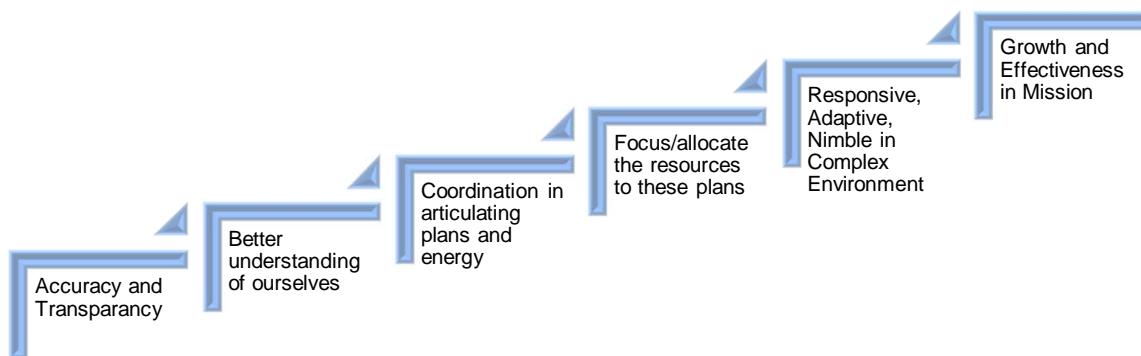 Accuracy and
Transparancy
Better
understanding
of ourselves
Coordination in
articulating
plans and
energy
Focus/allocate
the resources
to these plans
Responsive,
Adaptive,
Nimble in
Complex
Environment
Growth and
Effectiveness
in Mission